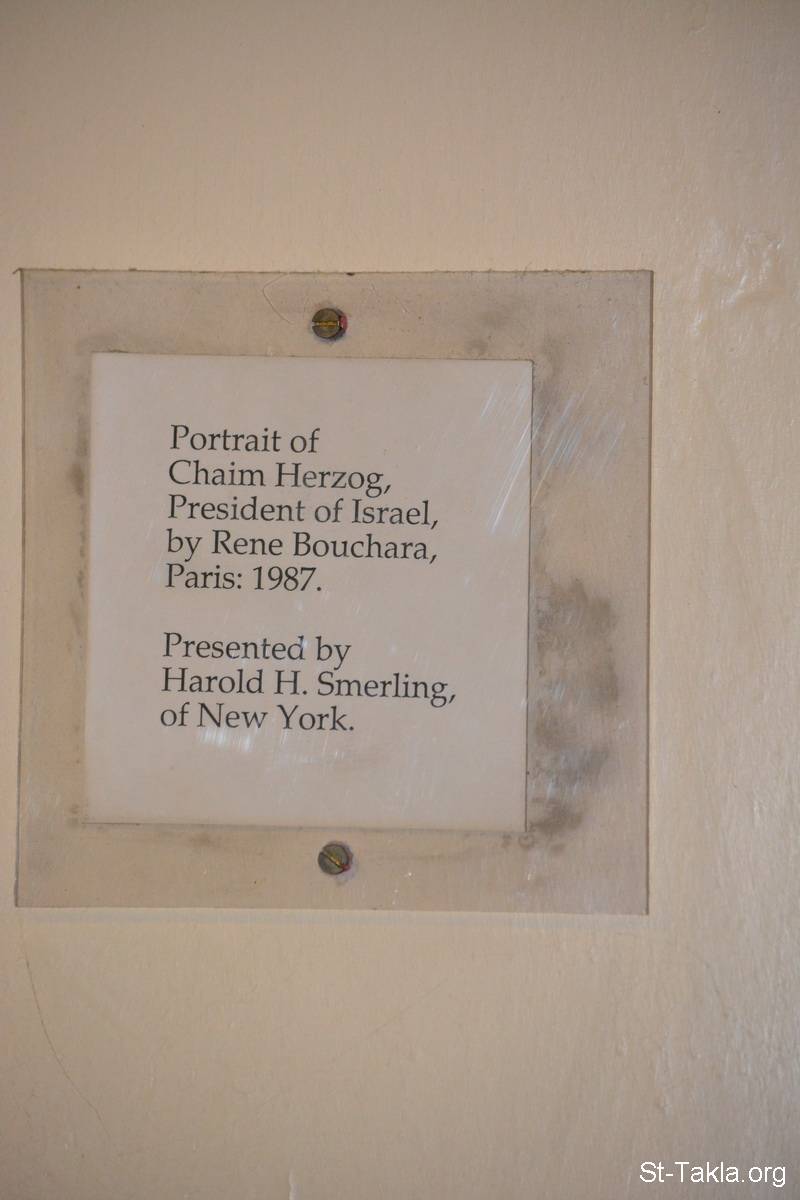 Portrait of
Chaim Herzog,
President of Israel,
by Rene Bouchara,
Paris: 1987.
Presented by
Harold H. Smerling,
of New York.
St-Takla.org